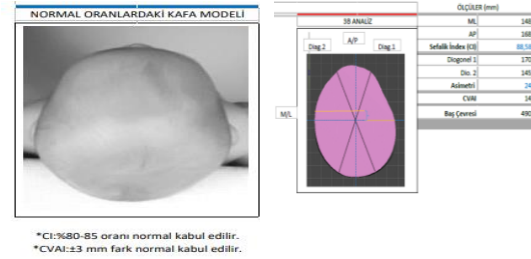 NORMAL ORANLARDAKİ KAFA MODELİ
*CI:%80-85 oranı normal kabul edilir.
*CVAI:±3 mm fark normal kabul edilir.
3B ANALİZ
Diag.2
A/P
Diag.1
M/L
ÖLÇÜLER (mm)
ML 148
AP 168
Sefalik İndex (CI) 88,58
Diogonel 1 170
Dio. 2 145
Asimetri 24
CVAI 14
Baş Çevresi 490